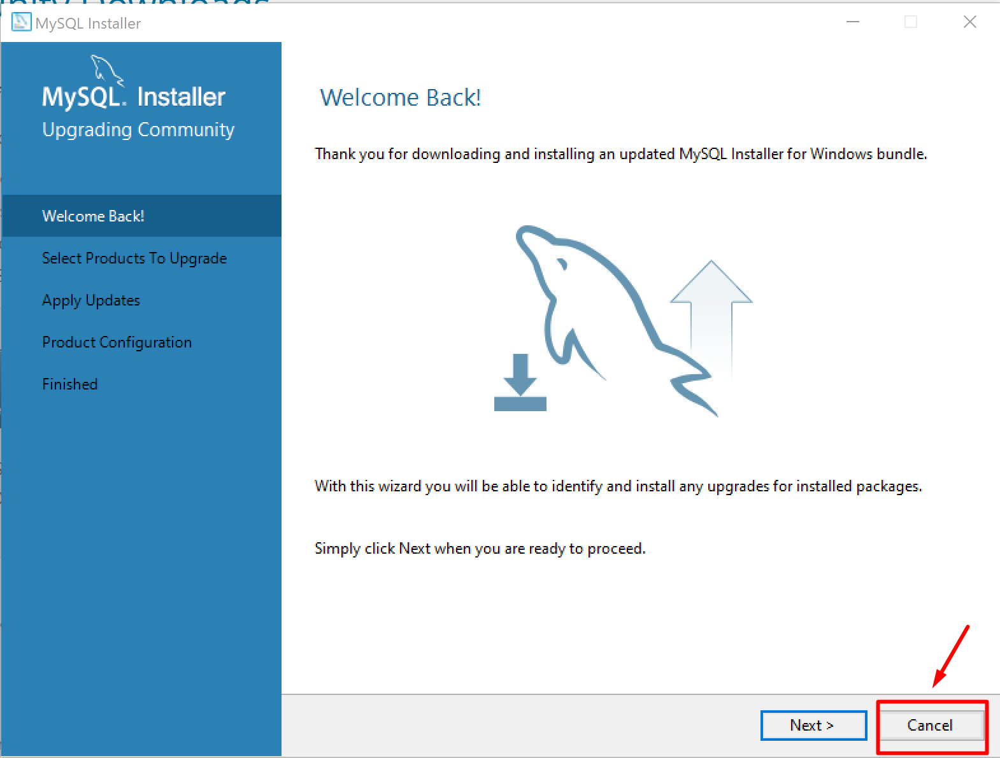 unity Downloads
MySQL Installer
MySQL. Installer
Upgrading Community
Welcome Back!
Select Products To Upgrade
Apply Updates
Product Configuration
Finished
Welcome Back!
Thank you for downloading and installing an updated MySQL Installer for Windows bundle.
With this wizard you will be able to identify and install any upgrades for installed packages.
Simply click Next when you are ready to proceed.
Next >
Cancel